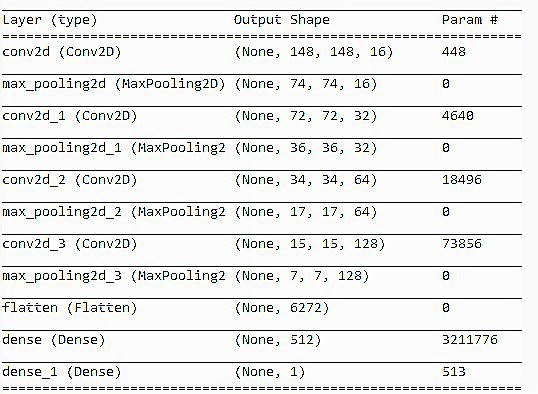 Layer (type) Output Shape Param #
conv2d (Conv2D) (None, 148, 148, 16) 448
max_pooling2d (MaxPooling2D) (None, 74, 74, 16) 0
conv2d_1 (Conv2D) (None, 72, 72, 32) 4640
max_pooling2d_1 (MaxPooling2 (None, 36, 36, 32) 0
conv2d_2 (Conv2D) (None, 34, 34, 64) 18496
max_pooling2d_2 (MaxPooling2 (None, 17, 17, 64) 0
conv2d_3 (Conv2D) (None, 15, 15, 128) 73856
max_pooling2d_3 (MaxPooling2 (None, 7, 7, 128) 0
flatten (Flatten) (None, 6272) 0
dense (Dense) (None, 512) 3211776
dense_1 (Dense) (None, 1) 513